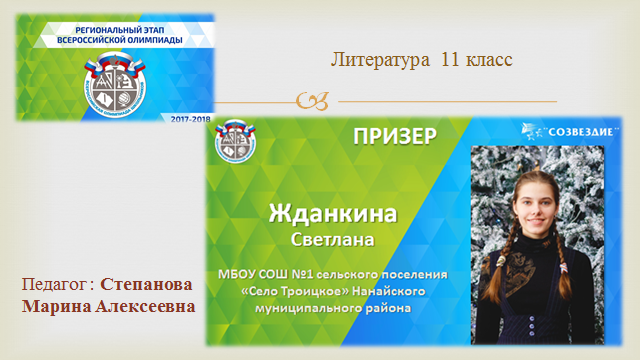 РЕГИОНАЛЬНЫЙ ЭТАП
ВСЕРОССИЙСКОЙ ОЛИМПИАДЫ
2017-2018
Литература 11 класс
ПРИЗЕР
"СОЗВЕЗДИЕ"
Жданкина
Светлана
МБОУ СОШ №1 сельского поселения
«Село Троицкое» Нанайского
муниципального района
Педагог : Степанова
Марина Алексеевна